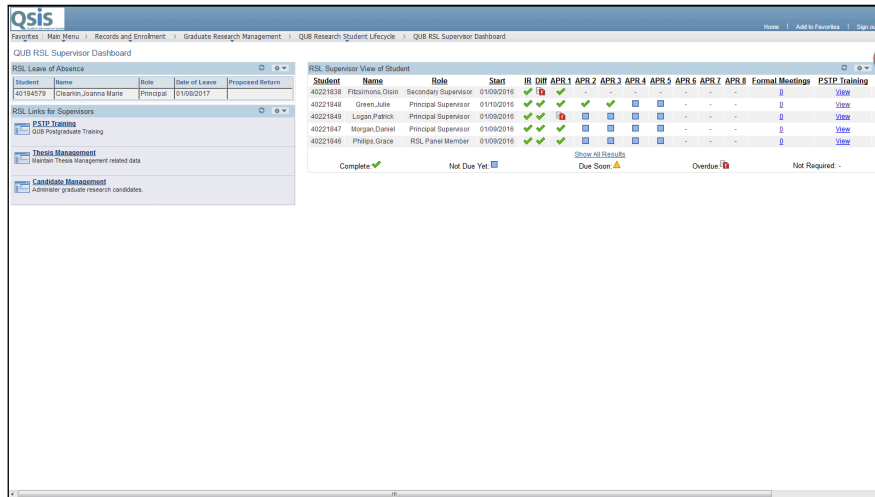 Qsis
Home | Add to Favorites | Sign ou
Favorites | Main Menu > Records and Enrollment > Graduate Research Management > QUB Research Student Lifecycle > QUB RSL Supervisor Dashboard
QUB RSL Supervisor Dashboard
RSL Leave of Absence
Student Name Role Date of Leave Proposed Return
40194579 Clearkin,Joanna Marie Principal 01/08/2017
RSL Links for Supervisors
PSTP Training
QUB Postgraduate Training
Thesis Management
Maintain Thesis Management related data
Candidate Management
Administer graduate research candidates.
RSL Supervisor View of Student
Student Name Role Start IR Diff APR 1 APR 2 APR 3 APR 4 APR 5 APR 6 APR 7 APR 8 Formal Meetings PSTP Training
40221838 Fitzsimons,Oisin Secondary Supervisor 01/09/2016 - - - - - - - 0 View
40221848 Green,Julie Principal Supervisor 01/10/2016 - - - 0 View
40221849 Logan,Patrick Principal Supervisor 01/09/2016 - - - 0 View
40221847 Morgan,Daniel Principal Supervisor 01/09/2016 - - - 0 View
40221846 Philips,Grace RSL Panel Member 01/09/2016 - - - 0 View
Show All Results
Complete: Not Due Yet: Due Soon: Overdue: Not Required: -